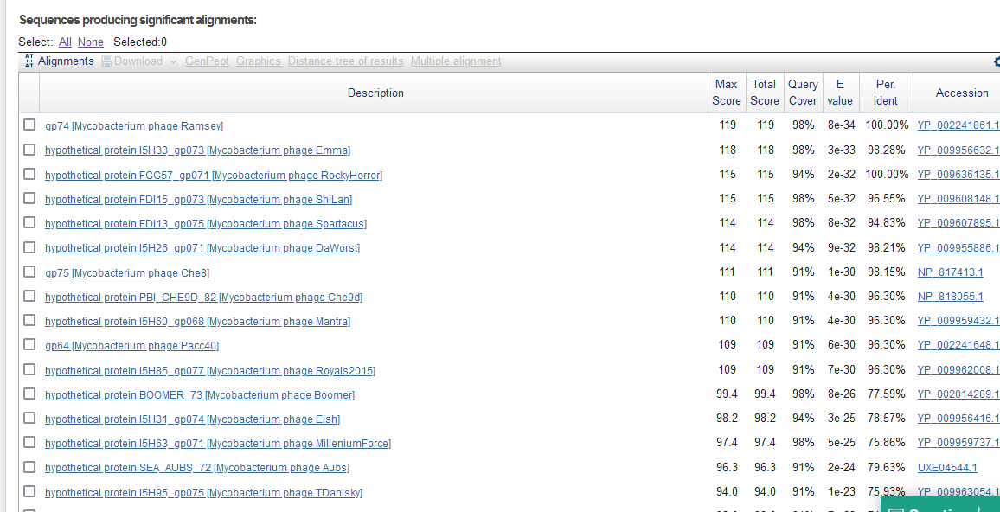 Sequences producing significant alignments:
Select: All None Selected:0
Alignments Download GenPept Graphics Distance tree of results Multiple alignment
Description Max Score Total Score Query Cover E value Per. Ident Accession
gp74 [Mycobacterium phage Ramsey] 119 119 98% 8e-34 100.00% YP_002241861.1
hypothetical protein I5H33_gp073 [Mycobacterium phage Emma] 118 118 98% 3e-33 98.28% YP_009956632.1
hypothetical protein FGG57_gp071 [Mycobacterium phage RockyHorror] 115 115 94% 2e-32 100.00% YP_009636135.1
hypothetical protein FDI15_gp073 [Mycobacterium phage ShiLan] 115 115 98% 5e-32 96.55% YP_009608148.1
hypothetical protein FDI13_gp075 [Mycobacterium phage Spartacus] 114 114 98% 8e-32 94.83% YP_009607895.1
hypothetical protein I5H26_gp071 [Mycobacterium phage DaWorst] 114 114 94% 9e-32 98.21% YP_009955886.1
gp75 [Mycobacterium phage Che8] 111 111 91% 1e-30 98.15% NP_817413.1
hypothetical protein PBI_CHE9D_82 [Mycobacterium phage Che9d] 110 110 91% 4e-30 96.30% NP_818055.1
hypothetical protein I5H60_gp068 [Mycobacterium phage Mantra] 110 110 91% 4e-30 96.30% YP_009959432.1
gp64 [Mycobacterium phage Pacc40] 109 109 91% 6e-30 96.30% YP_002241648.1
hypothetical protein I5H85_gp077 [Mycobacterium phage Royals2015] 109 109 91% 7e-30 96.30% YP_009962008.1
hypothetical protein BOOMER_73 [Mycobacterium phage Boomer] 99.4 99.4 98% 8e-26 77.59% YP_002014289.1
hypothetical protein I5H31_gp074 [Mycobacterium phage Eish] 98.2 98.2 94% 3e-25 78.57% YP_009956416.1
hypothetical protein I5H63_gp071 [Mycobacterium phage MilleniumForce] 97.4 97.4 98% 5e-25 75.86% YP_009959737.1
hypothetical protein SEA_AUBS_72 [Mycobacterium phage Aubs] 96.3 96.3 91% 2e-24 79.63% UXE04544.1
hypothetical protein I5H95_gp075 [Mycobacterium phage TDanisky] 94.0 94.0 91% 1e-23 75.93% YP_009963054.1